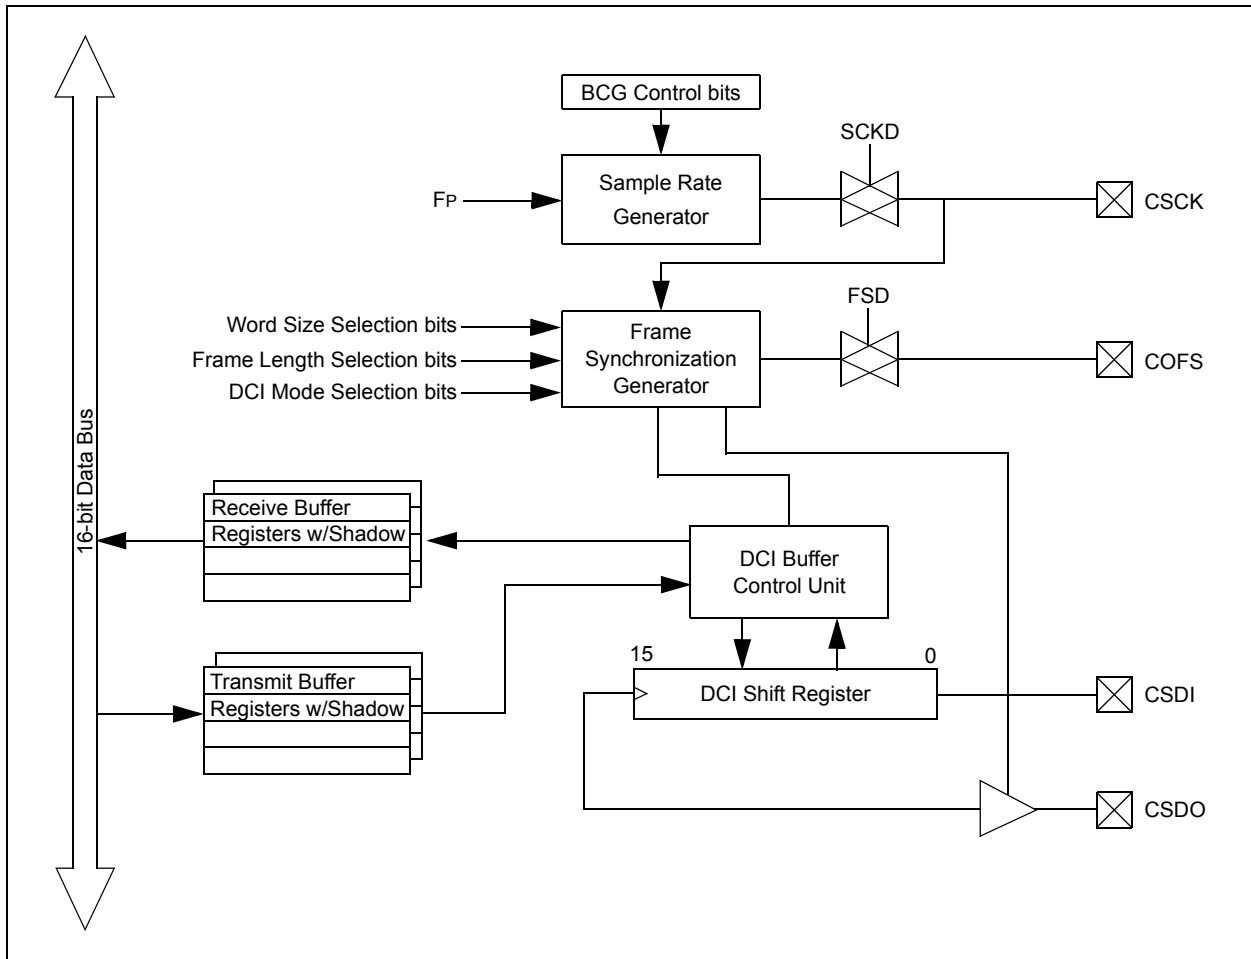 BCG Control bits
SCKD
Sample Rate
Generator
FP
CSCK
FSD
Word Size Selection bits
Frame Length Selection bits
DCI Mode Selection bits
Frame
Synchronization
Generator
COFS
16-bit Data Bus
Receive Buffer
Registers w/Shadow
DCI Buffer
Control Unit
15
0
Transmit Buffer
Registers w/Shadow
DCI Shift Register
CSDI
CSDO